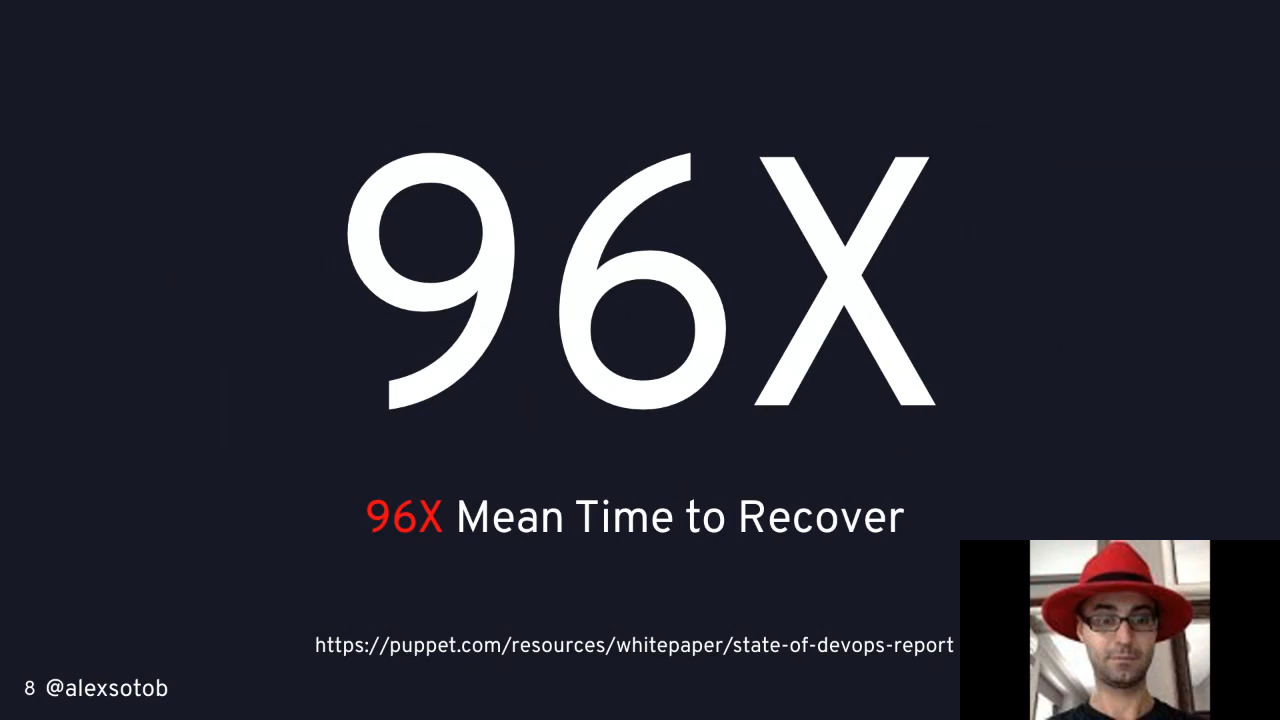 96X
96X Mean Time to Recover
https://puppet.com/resources/whitepaper/state-of-devops-report
8 @alexsotob